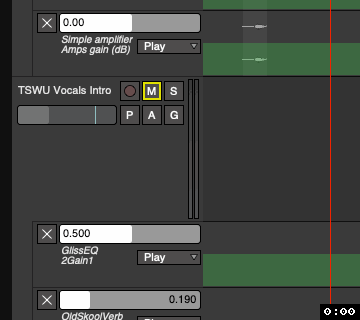 0.00
Simple amplifier
Amps gain (dB)
Play
TSWU Vocals Intro
M S
P A G
0.500
GlissEQ
2Gain1
Play
0.190
OldSkoolVerb
0:00